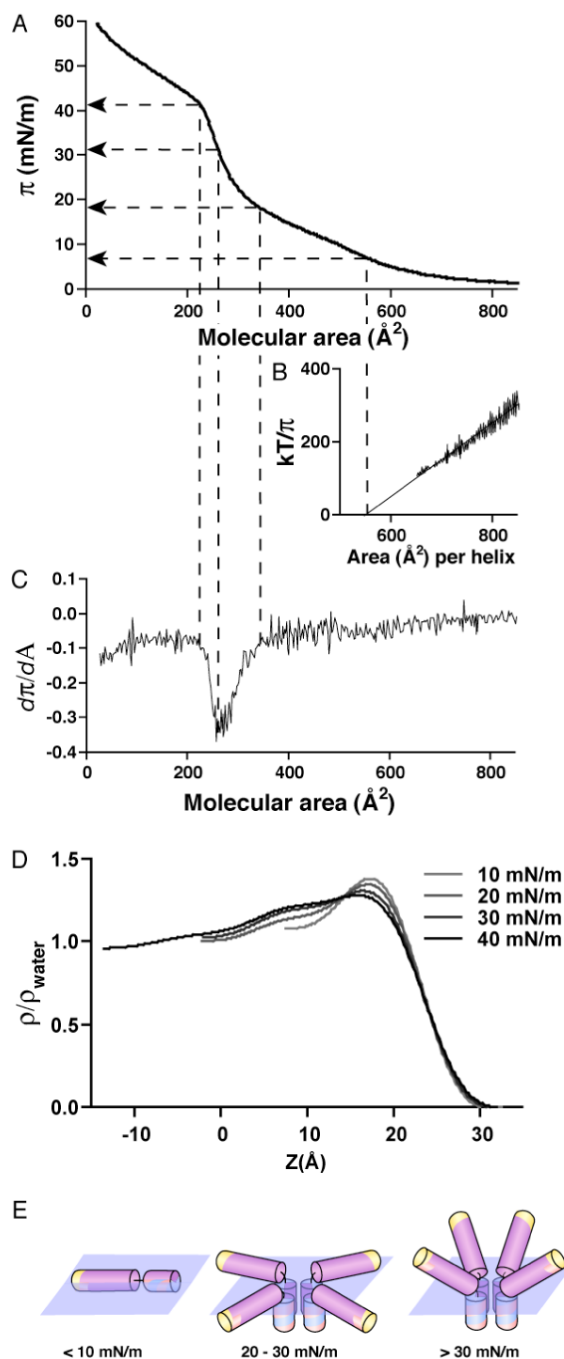 A
60
50
40
30
20
10
0
π (mN/m)
0 200 400 600 800
Molecular area (Å²)
B
400
200
0
kT/π
600 800
Area (Å²) per helix
C
0.1
0.0
-0.1
-0.2
-0.3
-0.4
dπ/dA
0 200 400 600 800
Molecular area (Å²)
D
1.5
1.0
0.5
0.0
ρ/ρwater
10 mN/m
20 mN/m
30 mN/m
40 mN/m
-10 0 10 20 30
Z(Å)
E
< 10 mN/m 20 - 30 mN/m > 30 mN/m